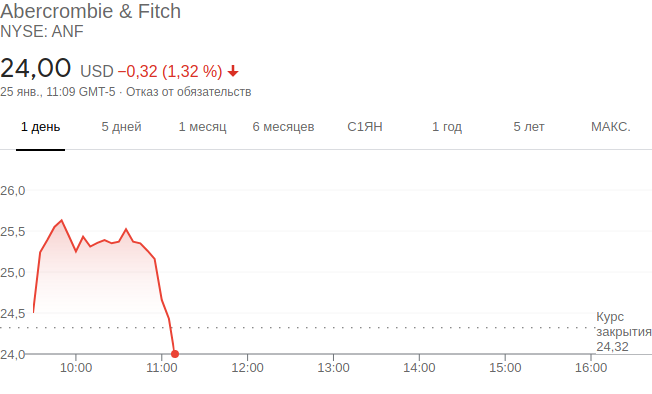 Abercrombie & Fitch
NYSE: ANF
24,00 USD −0,32 (1,32 %)
25 янв., 11:09 GMT-5 · Отказ от обязательств
1 день 5 дней 1 месяц 6 месяцев С1ЯН 1 год 5 лет МАКС.
26,0
25,5
25,0
24,5
Курс
закрытия
24,32
24,0
10:00 11:00 12:00 13:00 14:00 15:00 16:00